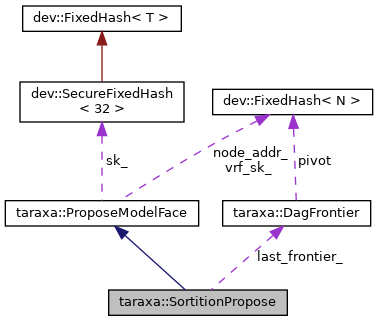 dev::FixedHash< T >
dev::SecureFixedHash
< 32 >
dev::FixedHash< N >
sk_
node_addr_
vrf_sk_
pivot
taraxa::ProposeModelFace
taraxa::DagFrontier
last_frontier_
taraxa::SortitionPropose